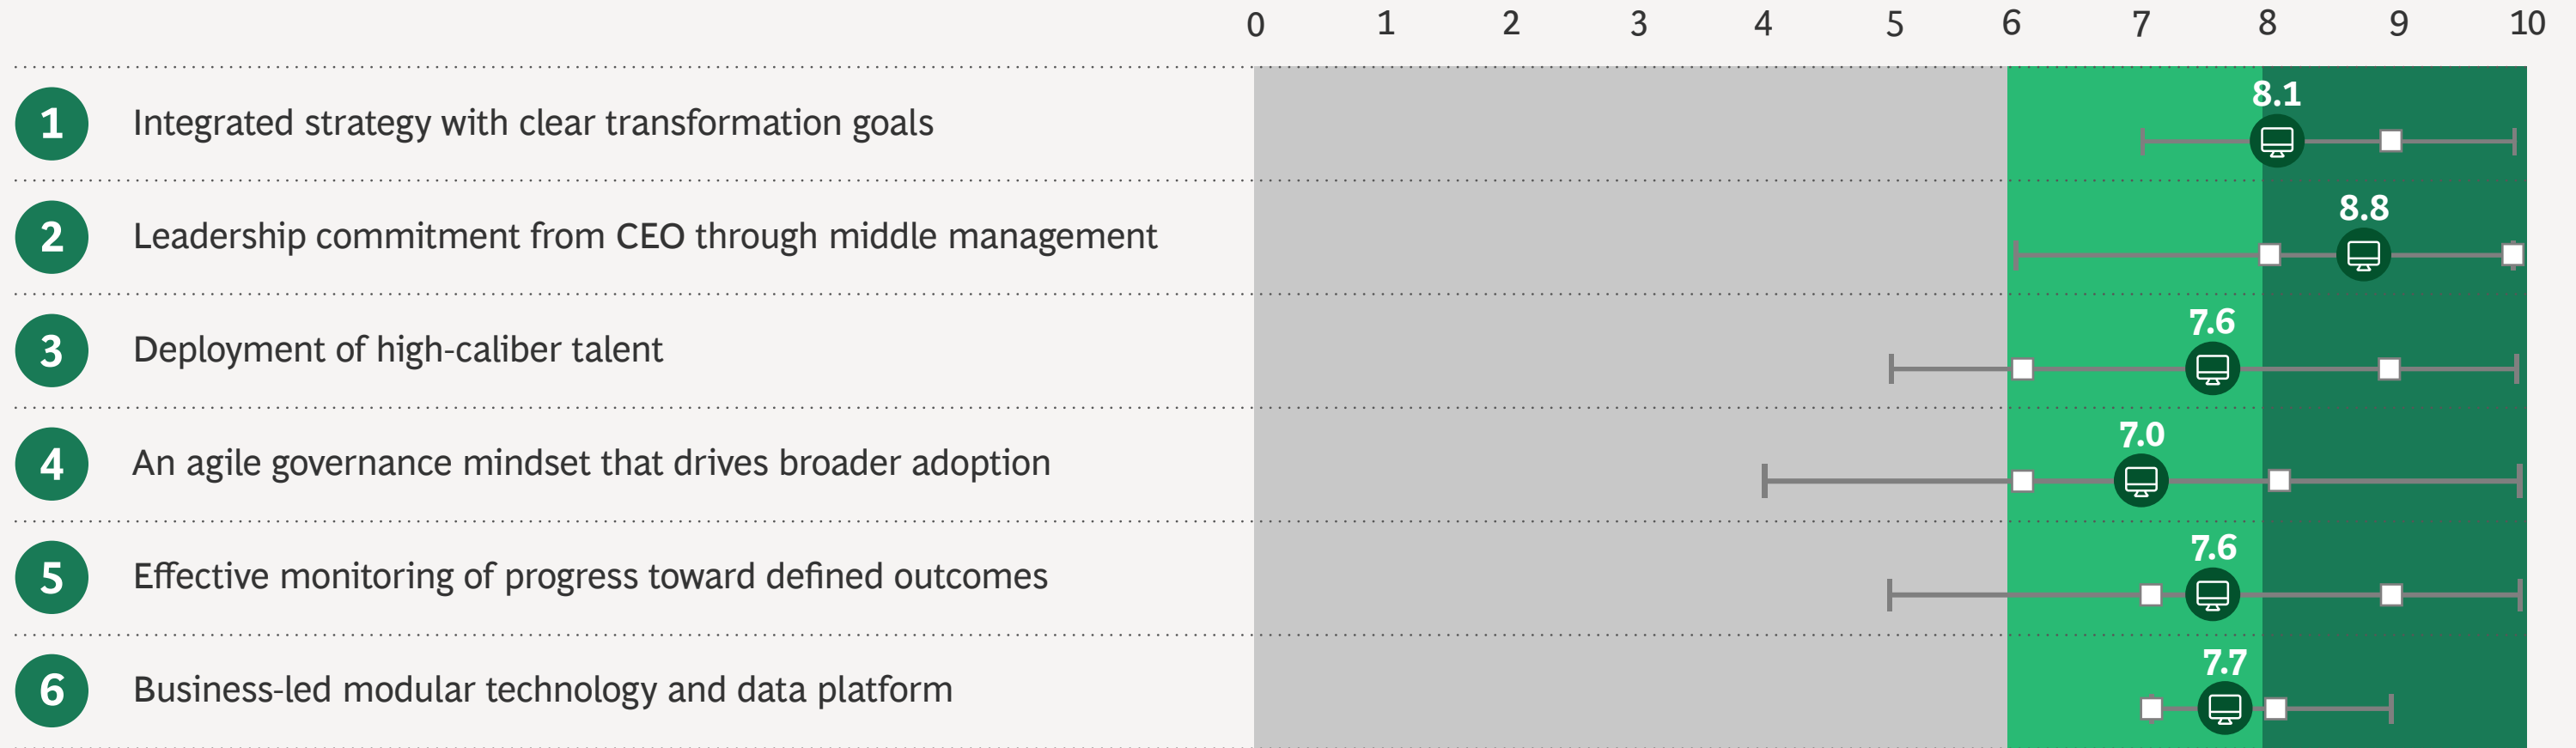 0 1 2 3 4 5 6 7 8 9 10
1 Integrated strategy with clear transformation goals 8.1
2 Leadership commitment from CEO through middle management 8.8
3 Deployment of high-caliber talent 7.6
4 An agile governance mindset that drives broader adoption 7.0
5 Effective monitoring of progress toward defined outcomes 7.6
6 Business-led modular technology and data platform 7.7